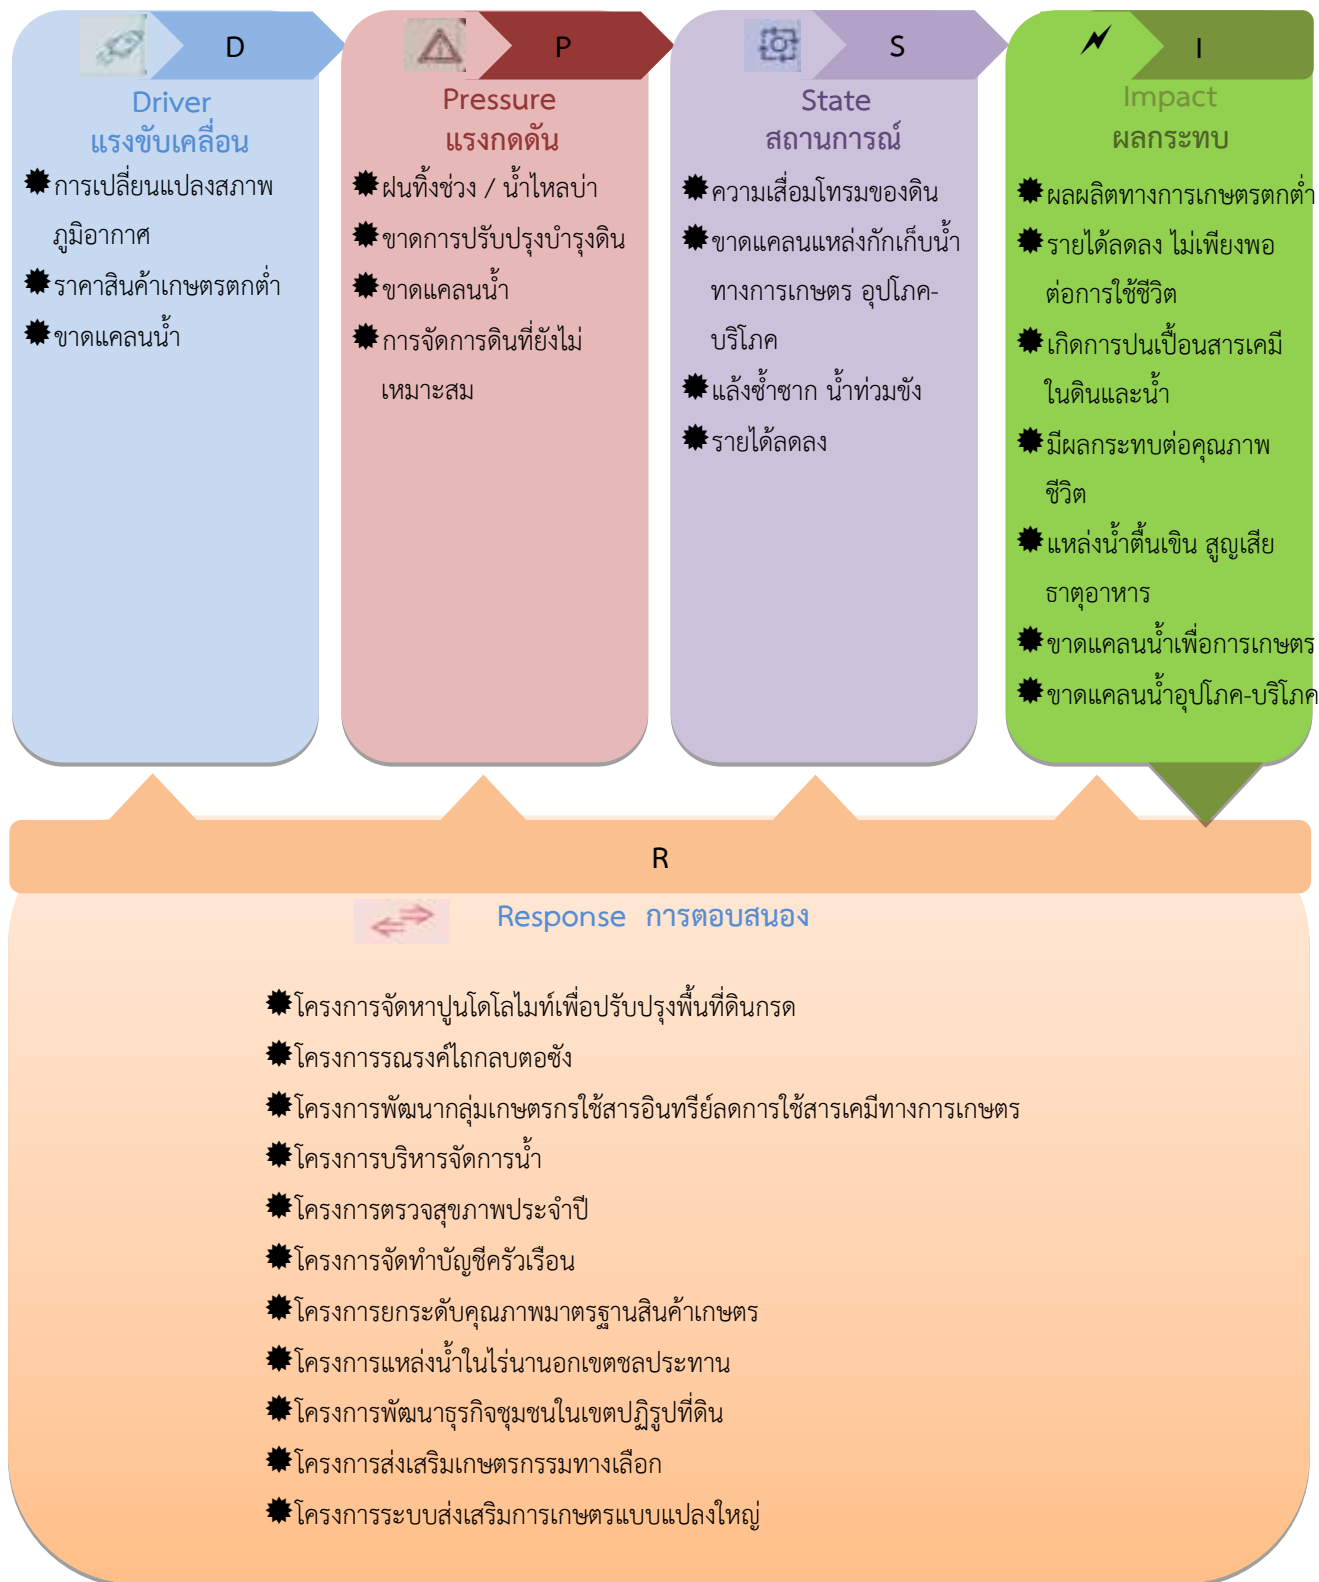 D
Driver
แรงขับเคลื่อน
การเปลี่ยนแปลงสภาพ
ภูมิอากาศ
ราคาสินค้าเกษตรตกต่ำ
ขาดแคลนน้ำ
P
Pressure
แรงกดดัน
ฝนทิ้งช่วง / น้ำไหลบ่า
ขาดการปรับปรุงบำรุงดิน
ขาดแคลนน้ำ
การจัดการดินที่ยังไม่
เหมาะสม
S
State
สถานการณ์
ความเสื่อมโทรมของดิน
ขาดแคลนแหล่งกักเก็บน้ำ
ทางการเกษตร อุปโภค-
บริโภค
แล้งซ้ำซาก น้ำท่วมขัง
รายได้ลดลง
I
Impact
ผลกระทบ
ผลผลิตทางการเกษตรตกต่ำ
รายได้ลดลง ไม่เพียงพอ
ต่อการใช้ชีวิต
เกิดการปนเปื้อนสารเคมี
ในดินและน้ำ
มีผลกระทบต่อคุณภาพ
ชีวิต
แหล่งน้ำตื้นเขิน สูญเสีย
ธาตุอาหาร
ขาดแคลนน้ำเพื่อการเกษตร
ขาดแคลนน้ำอุปโภค-บริโภค
R
Response การตอบสนอง
โครงการจัดหาปูนโดโลไมท์เพื่อปรับปรุงพื้นที่ดินกรด
โครงการรณรงค์ไถกลบตอซัง
โครงการพัฒนากลุ่มเกษตรกรใช้สารอินทรีย์ลดการใช้สารเคมีทางการเกษตร
โครงการบริหารจัดการน้ำ
โครงการตรวจสุขภาพประจำปี
โครงการจัดทำบัญชีครัวเรือน
โครงการยกระดับคุณภาพมาตรฐานสินค้าเกษตร
โครงการแหล่งน้ำในไร่นานอกเขตชลประทาน
โครงการพัฒนาธุรกิจชุมชนในเขตปฏิรูปที่ดิน
โครงการส่งเสริมเกษตรกรรมทางเลือก
โครงการระบบส่งเสริมการเกษตรแบบแปลงใหญ่